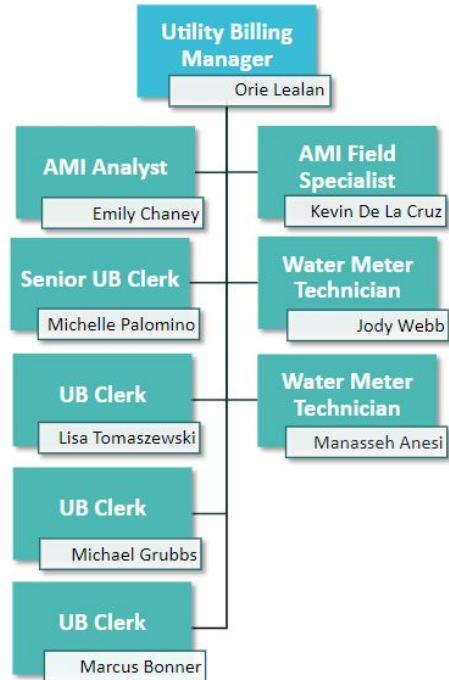 Utility Billing
Manager
Orie Lealan
AMI Analyst
Emily Chaney
AMI Field
Specialist
Kevin De La Cruz
Senior UB Clerk
Michelle Palomino
Water Meter
Technician
Jody Webb
UB Clerk
Lisa Tomaszewski
Water Meter
Technician
Manasseh Anesi
UB Clerk
Michael Grubbs
UB Clerk
Marcus Bonner